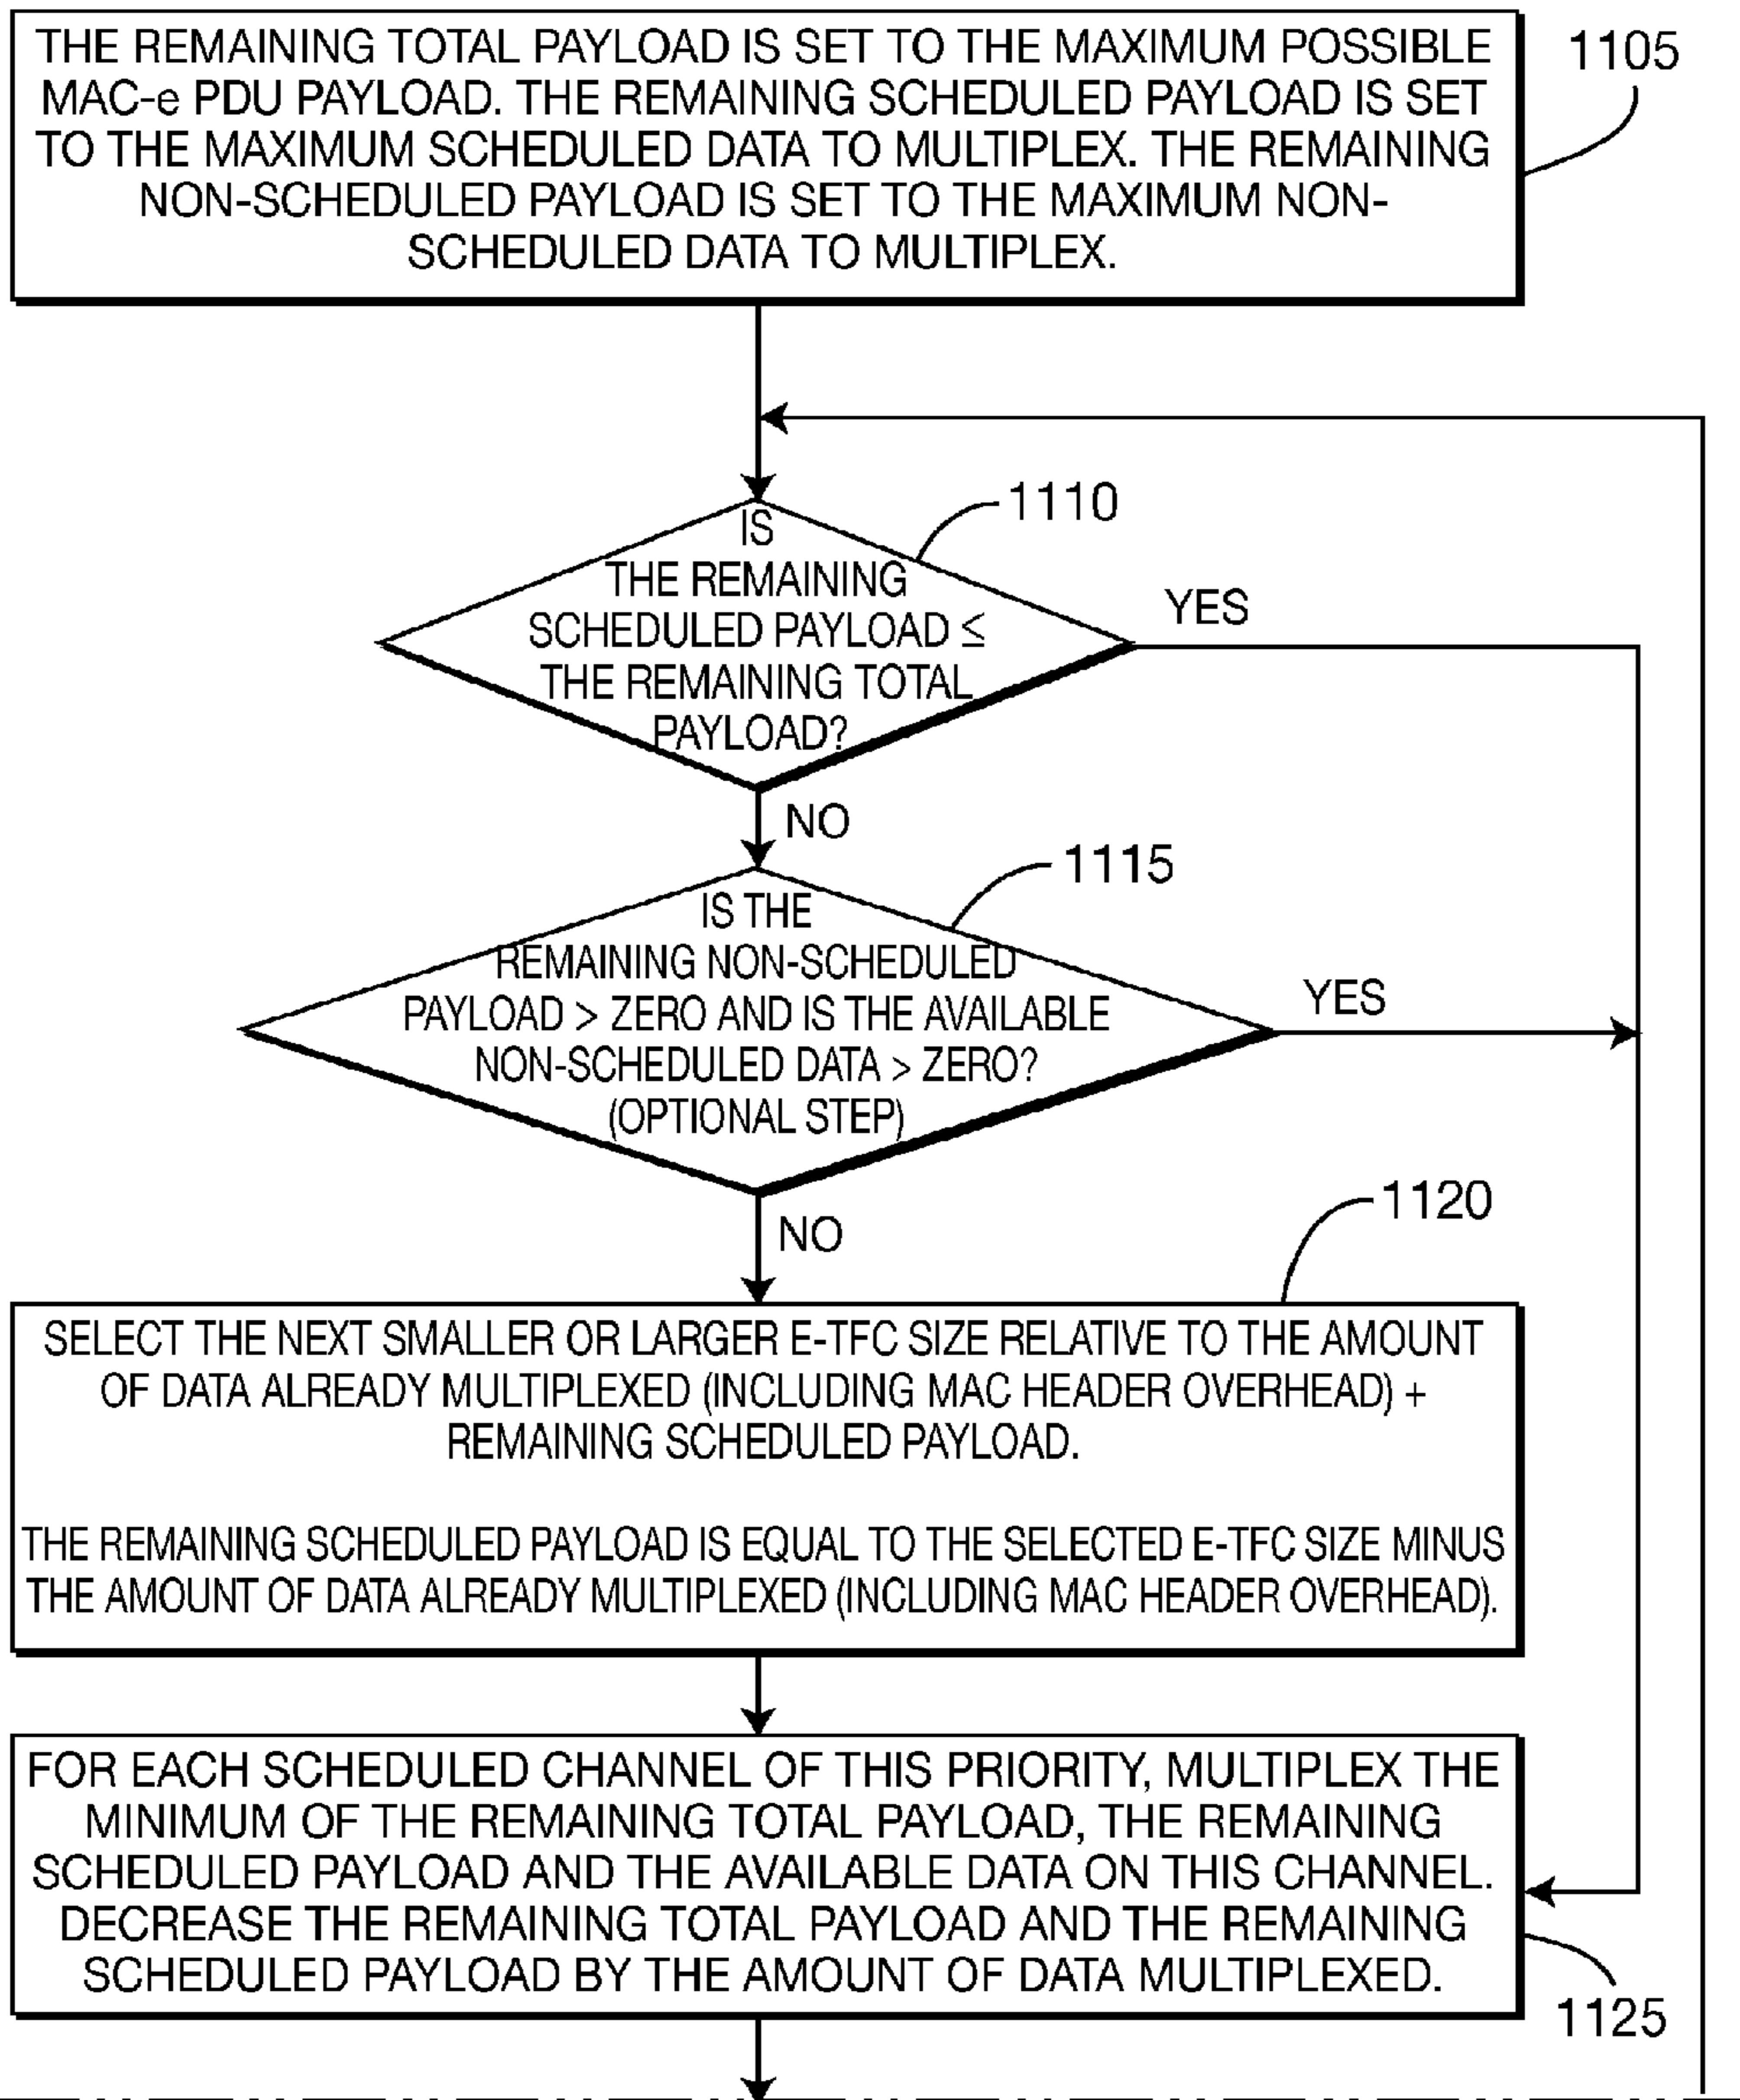 THE REMAINING TOTAL PAYLOAD IS SET TO THE MAXIMUM POSSIBLE
MAC-e PDU PAYLOAD. THE REMAINING SCHEDULED PAYLOAD IS SET
TO THE MAXIMUM SCHEDULED DATA TO MULTIPLEX. THE REMAINING
NON-SCHEDULED PAYLOAD IS SET TO THE MAXIMUM NON-
SCHEDULED DATA TO MULTIPLEX.
1105
1110
IS
THE REMAINING
SCHEDULED PAYLOAD ≤
THE REMAINING TOTAL
PAYLOAD?
YES
NO
1115
IS THE
REMAINING NON-SCHEDULED
PAYLOAD > ZERO AND IS THE AVAILABLE
NON-SCHEDULED DATA > ZERO?
(OPTIONAL STEP)
YES
NO
1120
SELECT THE NEXT SMALLER OR LARGER E-TFC SIZE RELATIVE TO THE AMOUNT
OF DATA ALREADY MULTIPLEXED (INCLUDING MAC HEADER OVERHEAD) +
REMAINING SCHEDULED PAYLOAD.
THE REMAINING SCHEDULED PAYLOAD IS EQUAL TO THE SELECTED E-TFC SIZE MINUS
THE AMOUNT OF DATA ALREADY MULTIPLEXED (INCLUDING MAC HEADER OVERHEAD).
FOR EACH SCHEDULED CHANNEL OF THIS PRIORITY, MULTIPLEX THE
MINIMUM OF THE REMAINING TOTAL PAYLOAD, THE REMAINING
SCHEDULED PAYLOAD AND THE AVAILABLE DATA ON THIS CHANNEL.
DECREASE THE REMAINING TOTAL PAYLOAD AND THE REMAINING
SCHEDULED PAYLOAD BY THE AMOUNT OF DATA MULTIPLEXED.
1125